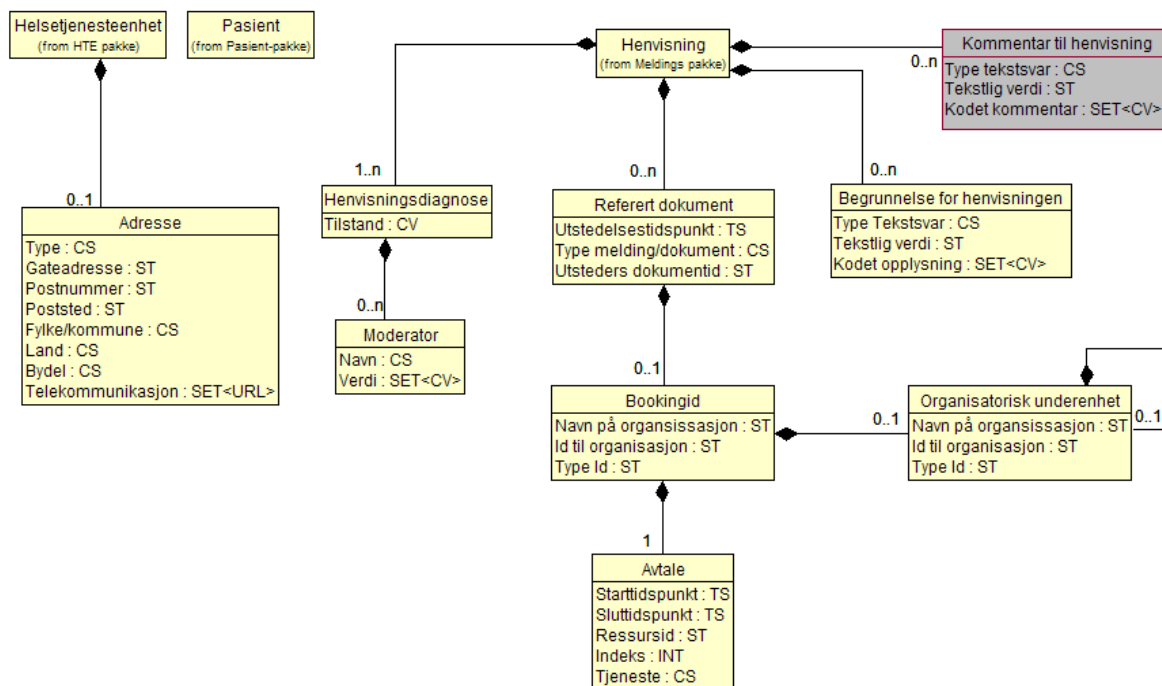 Helsetjenesteenhet
(from HTE pakke)
Pasient
(from Pasient-pakke)
Henvisning
(from Meldings pakke)
Kommentar til henvisning
Type tekstsvar : CS
Tekstlig verdi : ST
Kodet kommentar : SET<CV>
0..n
1..n
0..n
0..n
0..1
Adresse
Type : CS
Gateadresse : ST
Postnummer : ST
Poststed : ST
Fylke/kommune : CS
Land : CS
Bydel : CS
Telekommunikasjon : SET<URL>
Henvisningsdiagnose
Tilstand : CV
Referert dokument
Utstedelsestidspunkt : TS
Type melding/dokument : CS
Utsteders dokumentid : ST
Begrunnelse for henvisningen
Type Tekstsvar : CS
Tekstlig verdi : ST
Kodet opplysning : SET<CV>
0..n
Moderator
Navn : CS
Verdi : SET<CV>
0..1
Bookingid
Navn på organsissasjon : ST
Id til organisasjon : ST
Type Id : ST
0..1
Organisatorisk underenhet
Navn på organsissasjon : ST
Id til organisasjon : ST
Type Id : ST
0..1
1
Avtale
Starttidspunkt : TS
Sluttidspunkt : TS
Ressursid : ST
Indeks : INT
Tjeneste : CS